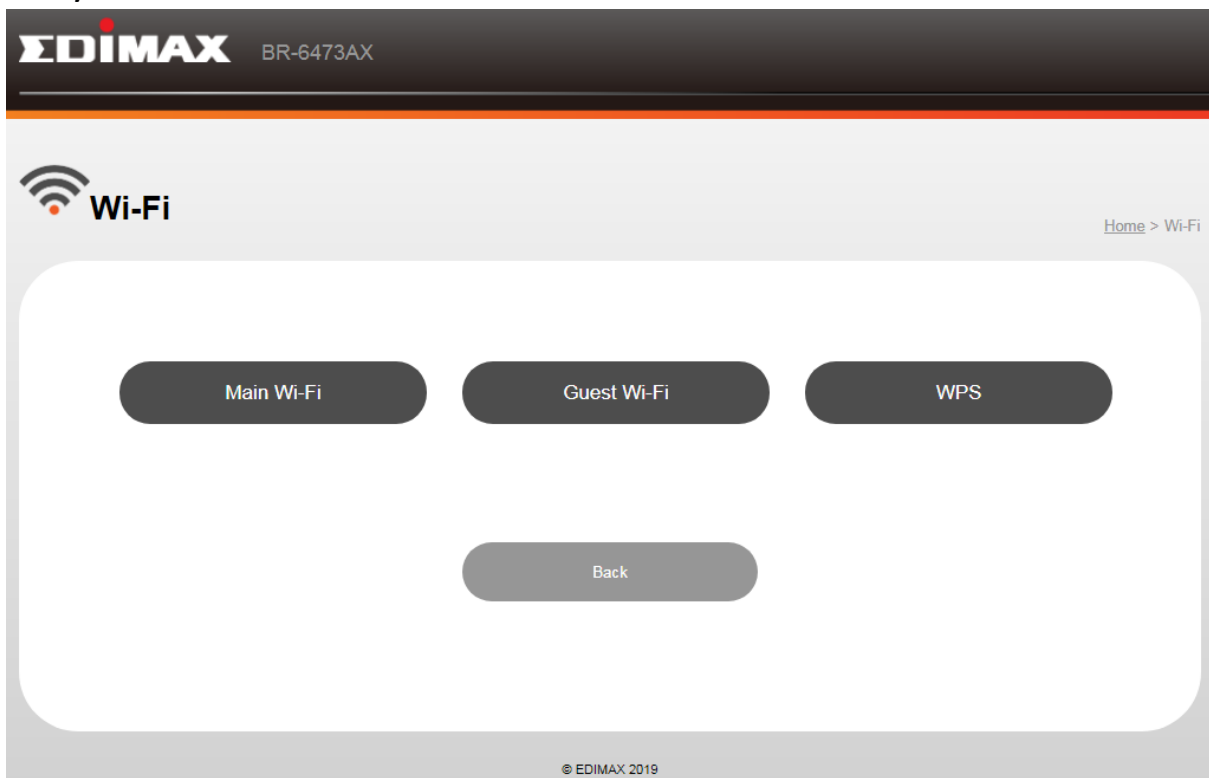 EDIMAX BR-6473AX
Wi-Fi
Home > Wi-Fi
Main Wi-Fi Guest Wi-Fi WPS
Back
© EDIMAX 2019